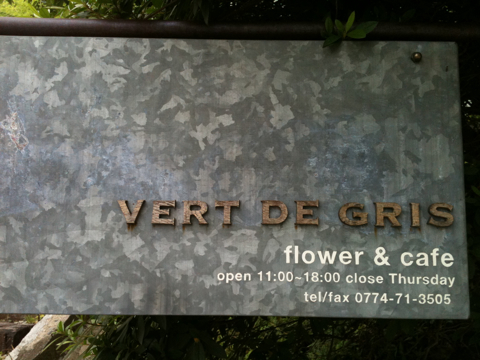 VERT DE GRIS
flower & cafe
open 11:00~18:00 close Thursday
tel/fax 0774-71-3505